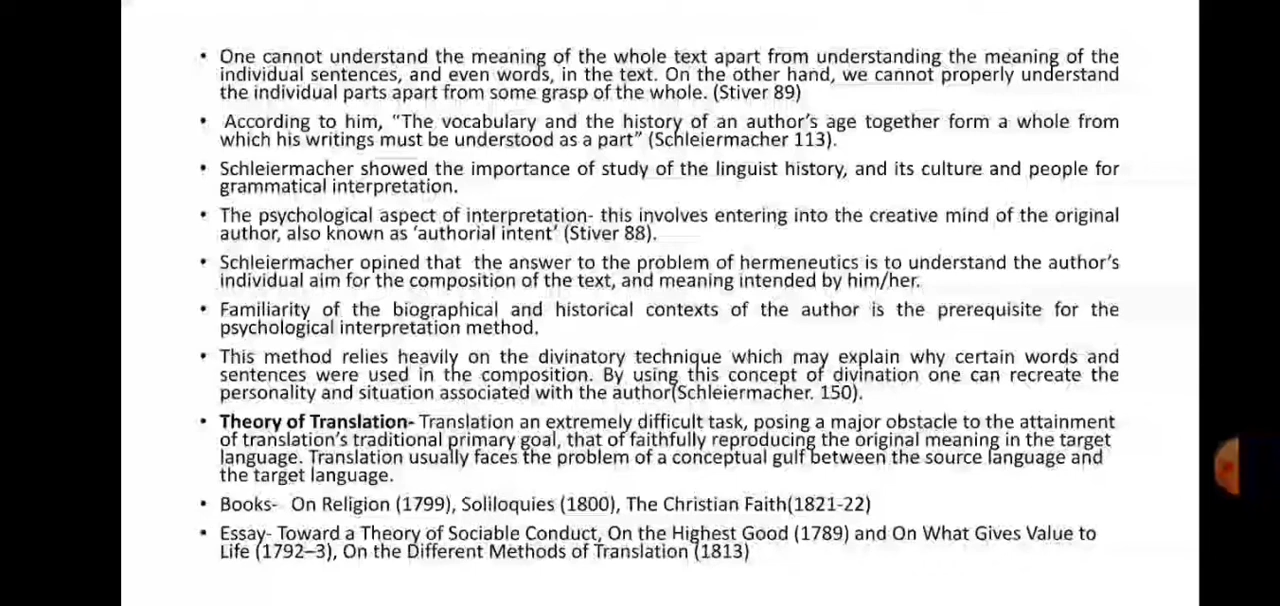 • One cannot understand the meaning of the whole text apart from understanding the meaning of the
individual sentences, and even words, in the text. On the other hand, we cannot properly understand
the individual parts apart from some grasp of the whole. (Stiver 89)
• According to him, “The vocabulary and the history of an author’s age together form a whole from
which his writings must be understood as a part” (Schleiermacher 113).
• Schleiermacher showed the importance of study of the linguist history, and its culture and people for
grammatical interpretation.
• The psychological aspect of interpretation- this involves entering into the creative mind of the original
author, also known as ‘authorial intent’ (Stiver 88).
• Schleiermacher opined that the answer to the problem of hermeneutics is to understand the author’s
individual aim for the composition of the text, and meaning intended by him/her.
• Familiarity of the biographical and historical contexts of the author is the prerequisite for the
psychological interpretation method.
• This method relies heavily on the divinatory technique which may explain why certain words and
sentences were used in the composition. By using this concept of divination one can recreate the
personality and situation associated with the author(Schleiermacher. 150).
• Theory of Translation- Translation an extremely difficult task, posing a major obstacle to the attainment
of translation’s traditional primary goal, that of faithfully reproducing the original meaning in the target
language. Translation usually faces the problem of a conceptual gulf between the source language and
the target language.
• Books- On Religion (1799), Soliloquies (1800), The Christian Faith(1821-22)
• Essay- Toward a Theory of Sociable Conduct, On the Highest Good (1789) and On What Gives Value to
Life (1792–3), On the Different Methods of Translation (1813)